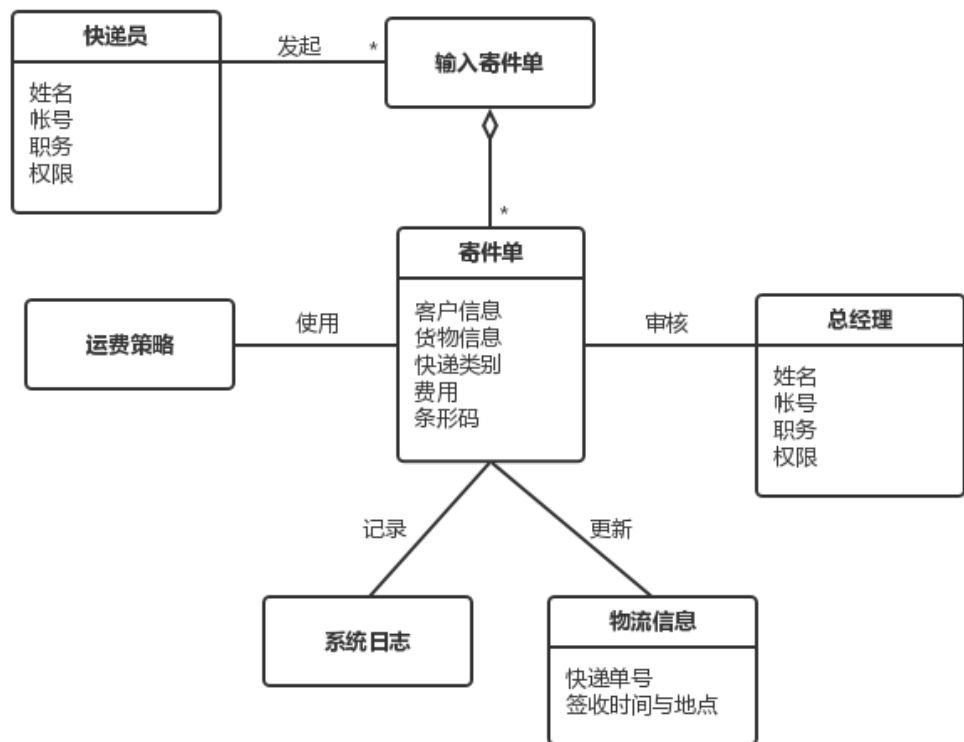 快递员
姓名
帐号
职务
权限
发起
*
输入寄件单
*
寄件单
客户信息
货物信息
快递类别
费用
条形码
运费策略
使用
审核
总经理
姓名
帐号
职务
权限
记录
更新
系统日志
物流信息
快递单号
签收时间与地点